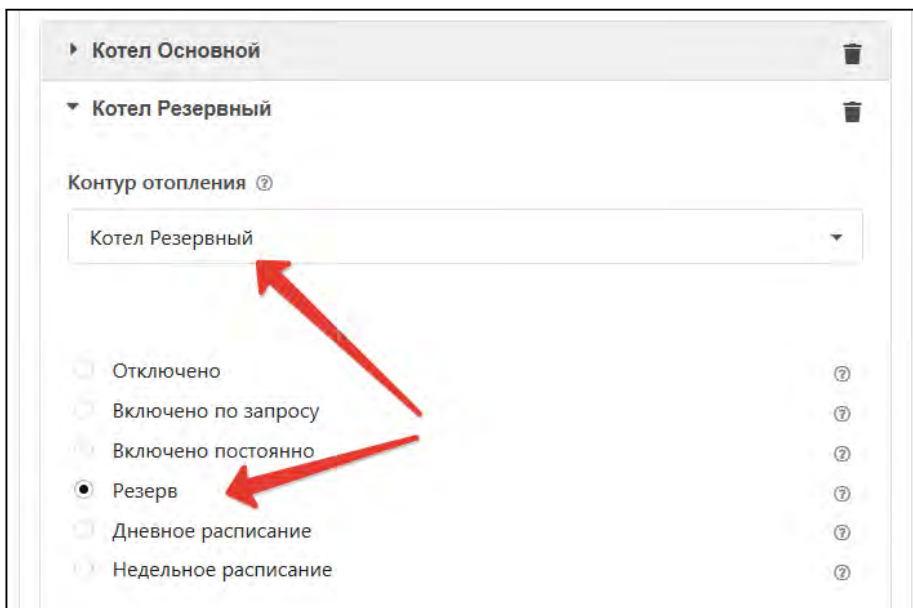 Котел Основной
Котел Резервный
Контур отопления ?
Котел Резервный
Отключено ?
Включено по запросу ?
Включено постоянно ?
Резерв ?
Дневное расписание ?
Недельное расписание ?